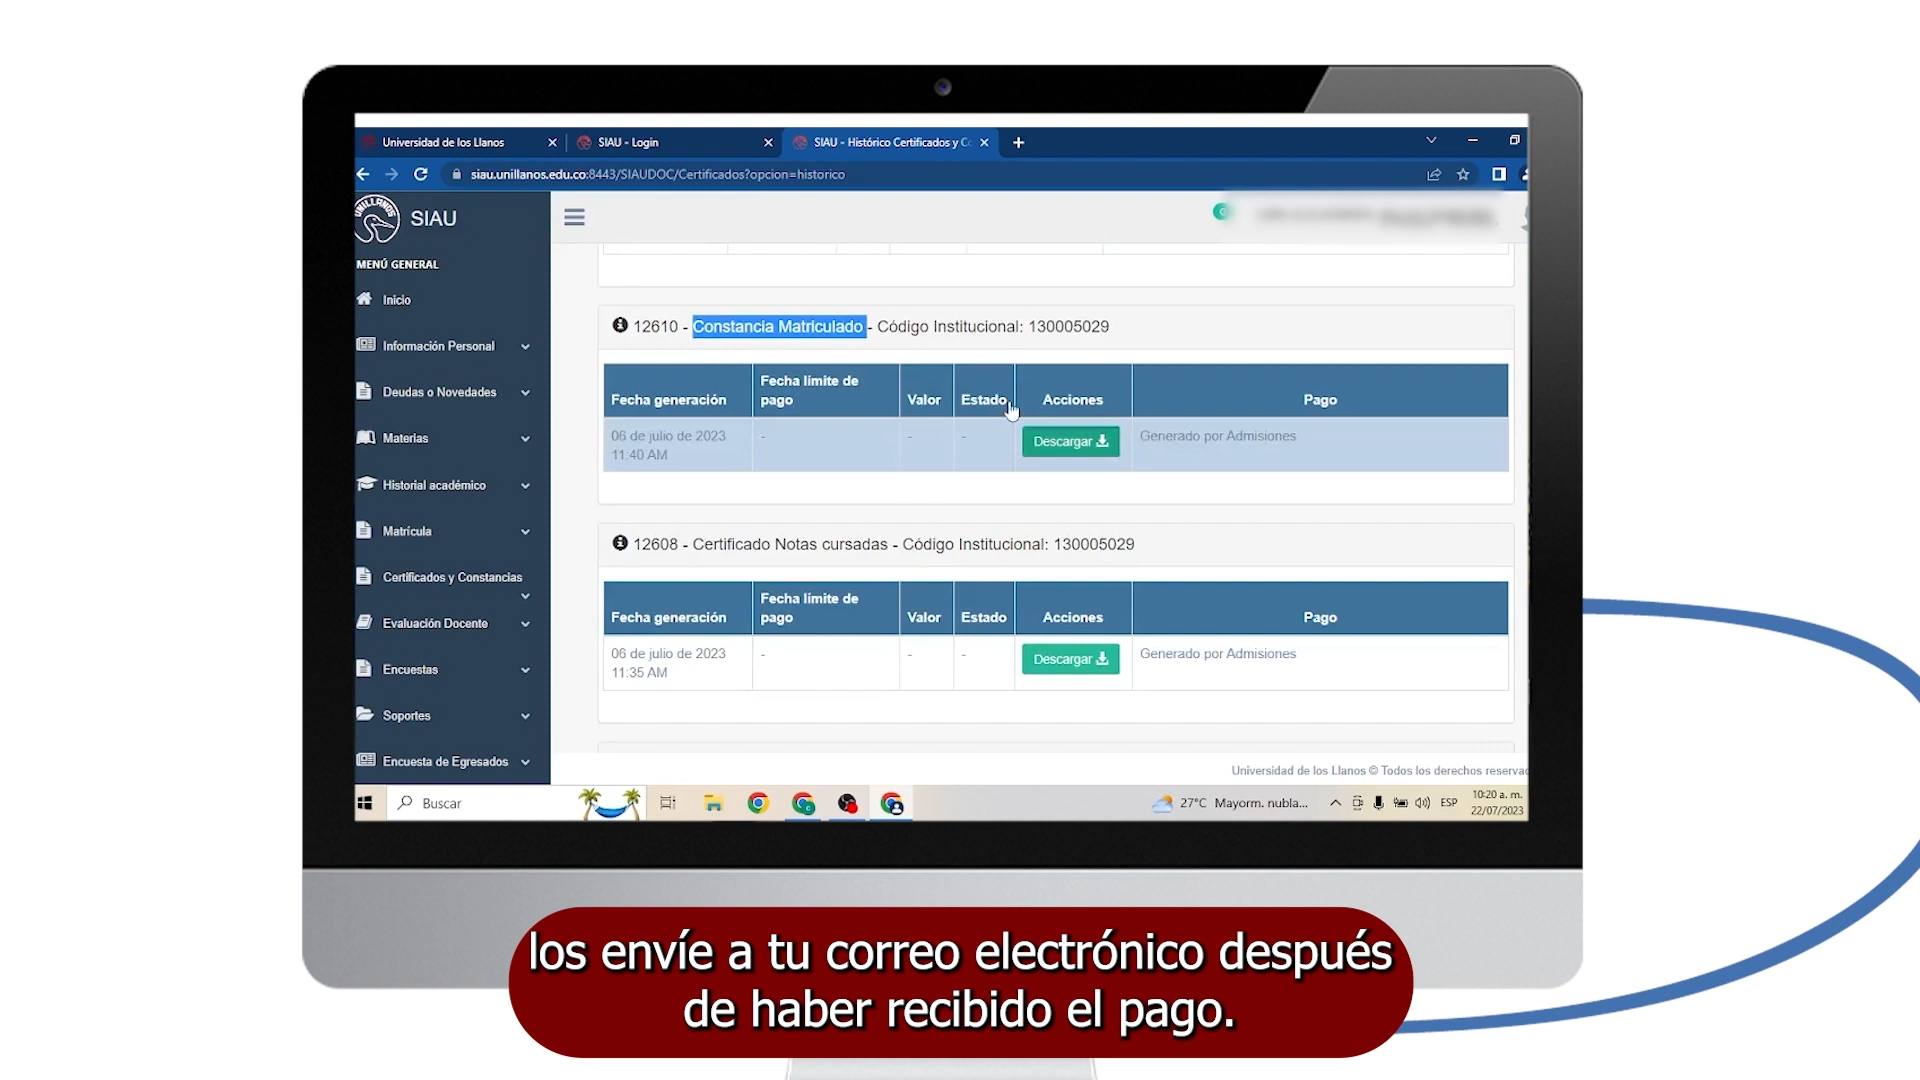 Universidad de los Llanos
SIAU - Login
SIAU - Histórico Certificados y Co
siau.unillanos.edu.co:8443/SIAUDOC/Certificados?opcion=historico
UNILLANOS
SIAU
MENÚ GENERAL
Inicio
Información Personal
Deudas o Novedades
Materias
Historial académico
Matrícula
Certificados y Constancias
Evaluación Docente
Encuestas
Soportes
Encuesta de Egresados
12610 - Constancia Matriculado - Código Institucional: 130005029
Fecha generación Fecha límite de pago Valor Estado Acciones Pago
06 de julio de 2023 - - - Descargar Generado por Admisiones
11:40 AM
12608 - Certificado Notas cursadas - Código Institucional: 130005029
Fecha generación Fecha límite de pago Valor Estado Acciones Pago
06 de julio de 2023 - - - Descargar Generado por Admisiones
11:35 AM
Universidad de los Llanos © Todos los derechos reservad
Buscar
27°C Mayorm. nubla...
ESP
10:20 a. m.
22/07/2023
los envíe a tu correo electrónico después
de haber recibido el pago.